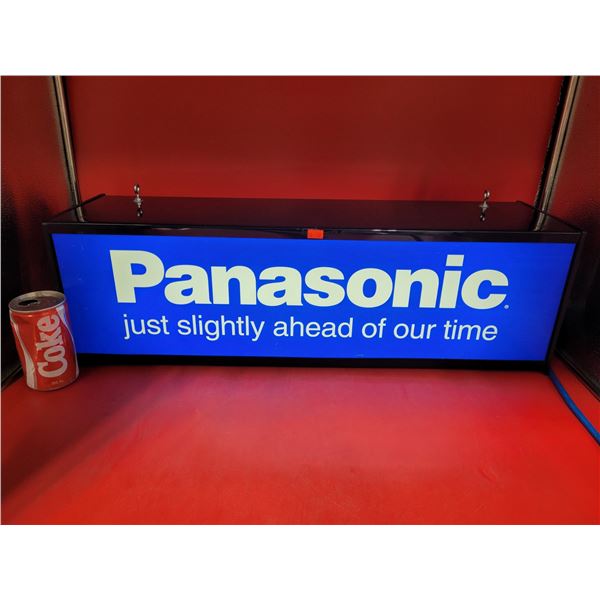 Panasonic
just slightly ahead of our time
Coke